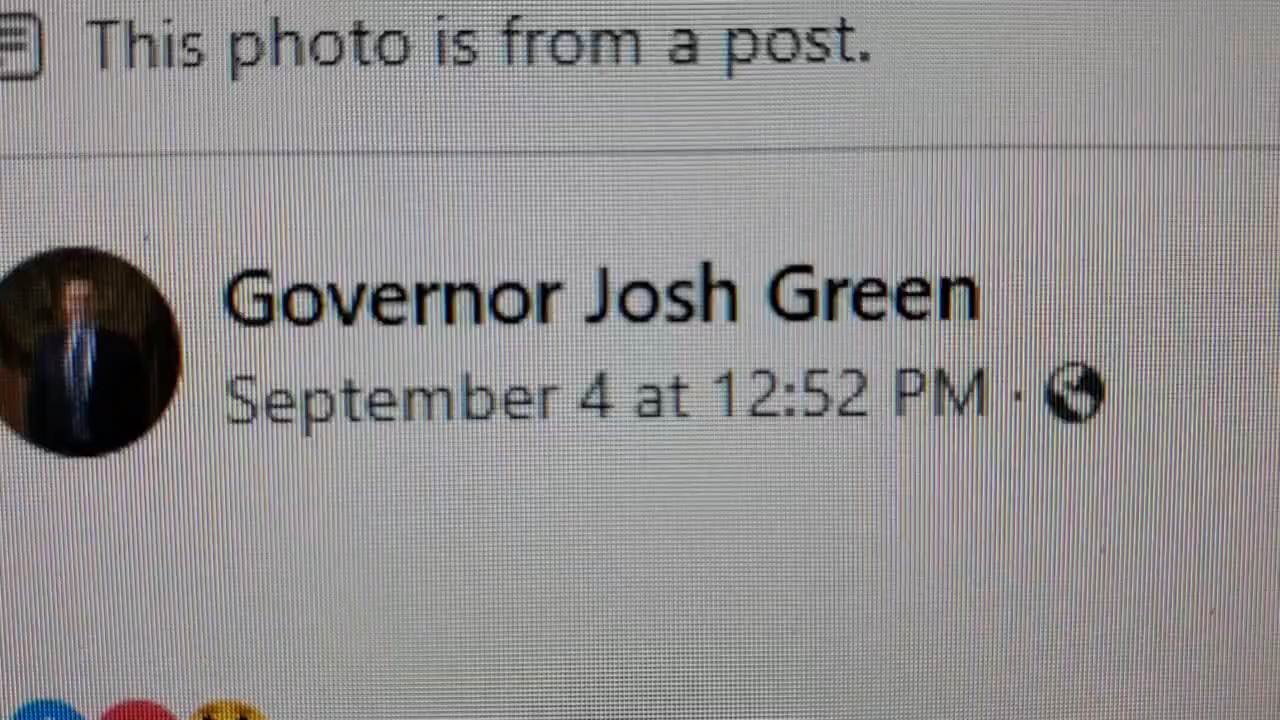 This photo is from a post.
Governor Josh Green
September 4 at 12:52 PM ·